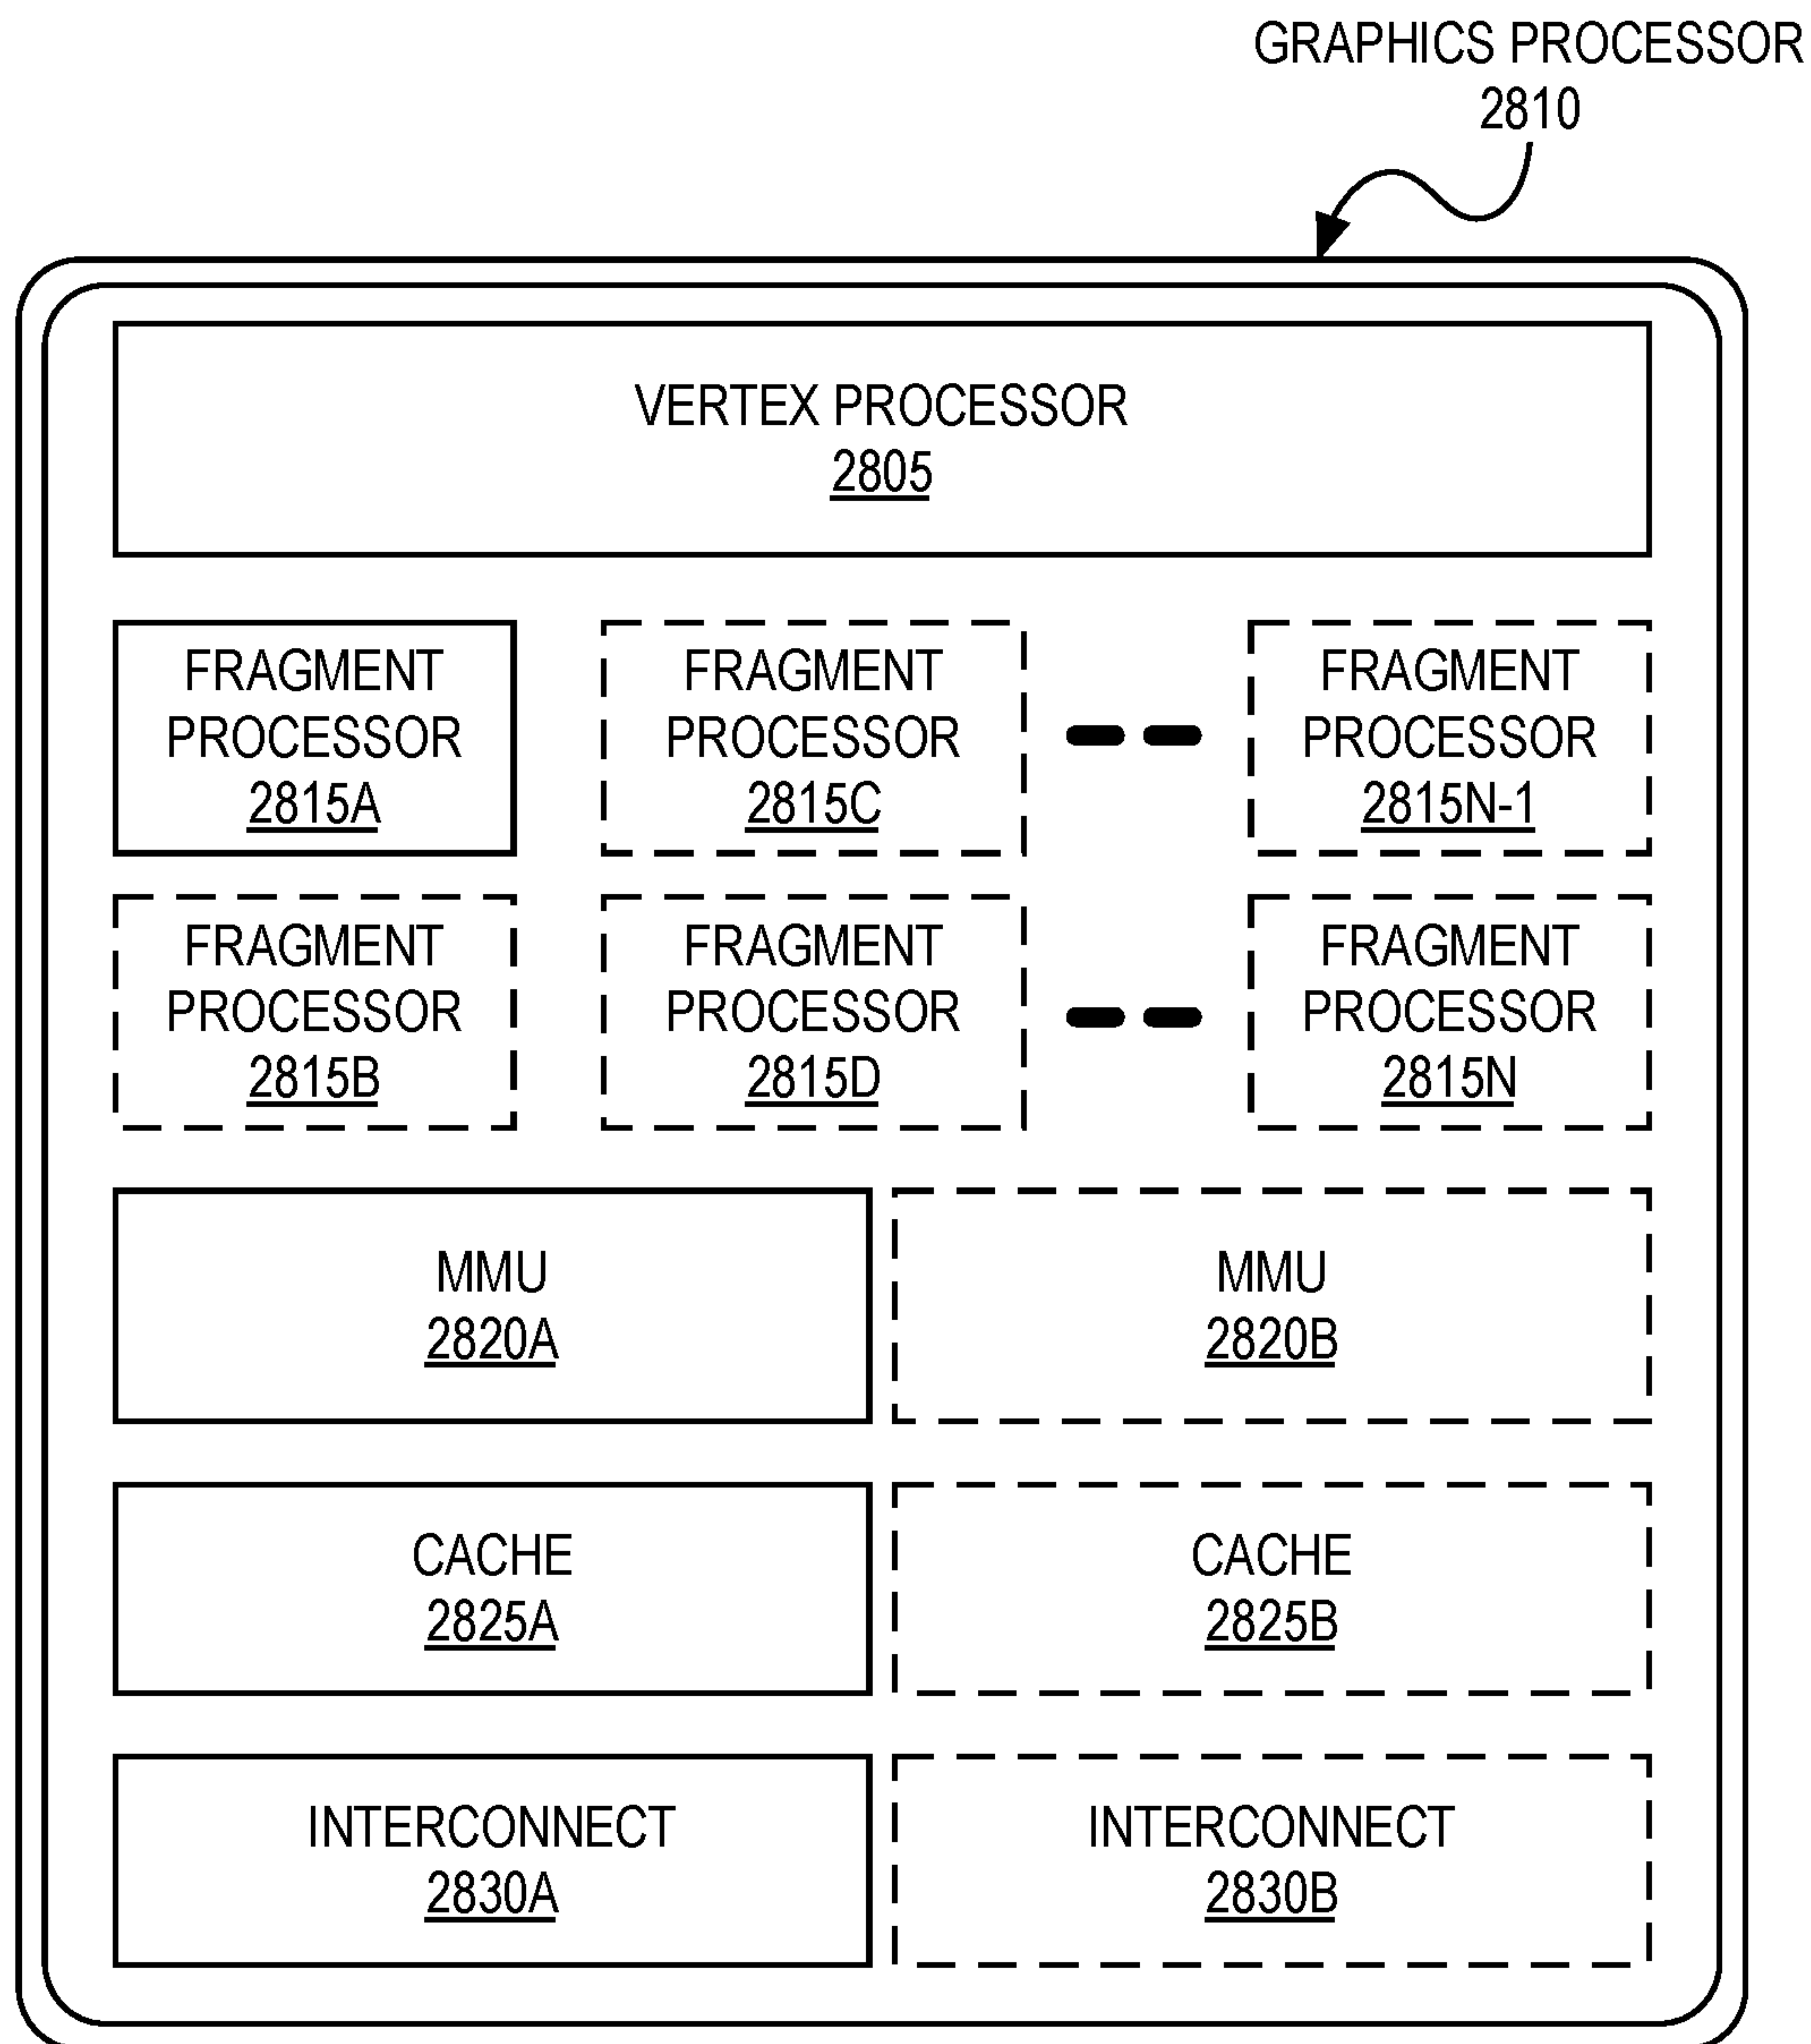 GRAPHICS PROCESSOR
2810
VERTEX PROCESSOR
2805
FRAGMENT
PROCESSOR
2815A
FRAGMENT
PROCESSOR
2815C
FRAGMENT
PROCESSOR
2815N-1
FRAGMENT
PROCESSOR
2815B
FRAGMENT
PROCESSOR
2815D
FRAGMENT
PROCESSOR
2815N
MMU
2820A
MMU
2820B
CACHE
2825A
CACHE
2825B
INTERCONNECT
2830A
INTERCONNECT
2830B